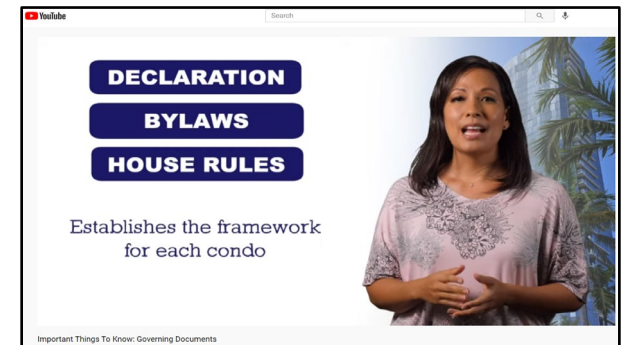 YouTube
Search
DECLARATION
BYLAWS
HOUSE RULES
Establishes the framework
for each condo
Important Things To Know: Governing Documents